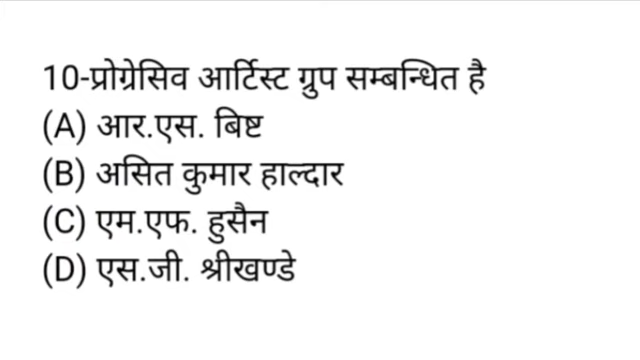 10-प्रोग्रेसिव आर्टिस्ट ग्रुप सम्बन्धित है
(A) आर.एस. बिष्ट
(B) असित कुमार हाल्दार
(C) एम.एफ. हुसैन
(D) एस.जी. श्रीखण्डे